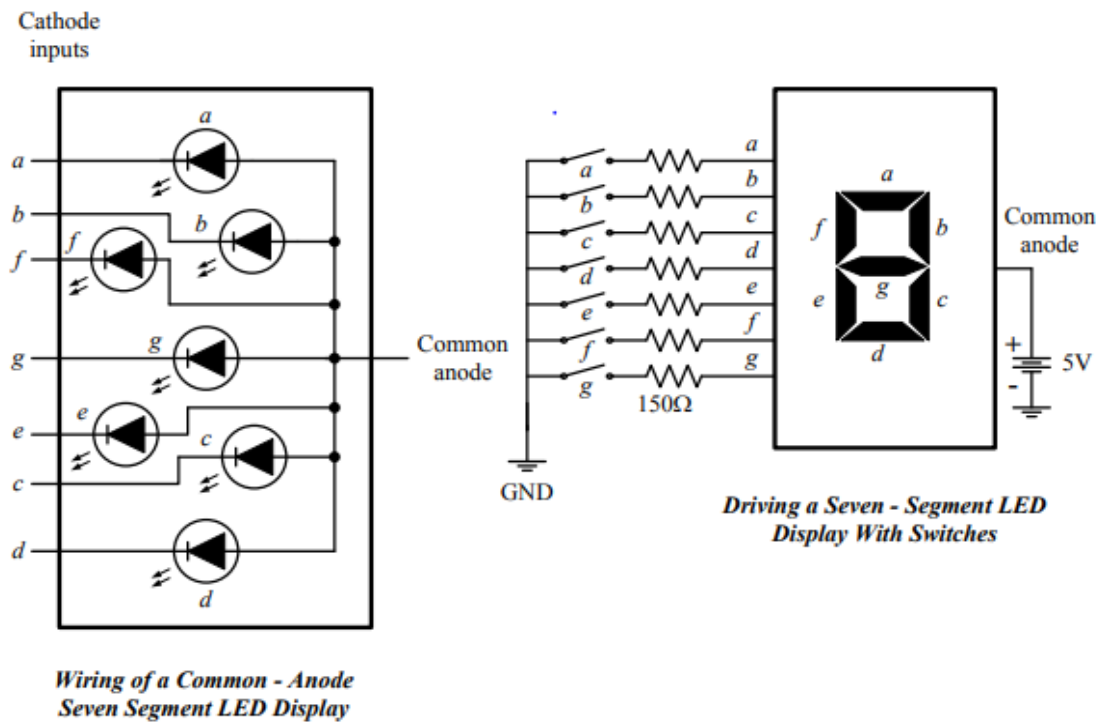 Cathode
inputs
a
a
b
b
f
f
g
g
e
e
c
c
d
d
Common
anode
Wiring of a Common - Anode
Seven Segment LED Display
a
a
b
b
c
c
d
d
e
e
f
f
g
g
150Ω
GND
a
f
b
g
e
c
d
Common
anode
+
5V
-
Driving a Seven - Segment LED
Display With Switches